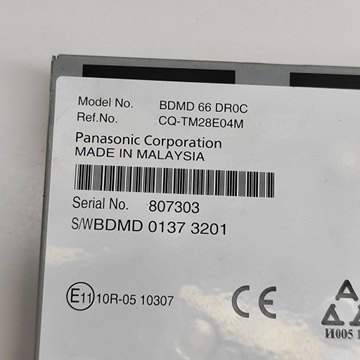 Model No. BDMD 66 DR0C
Ref.No. CQ-TM28E04M
Panasonic Corporation
MADE IN MALAYSIA
Serial No. 807303
S/WBDMD 0137 3201
E11 10R-05 10307
CE
И005 1